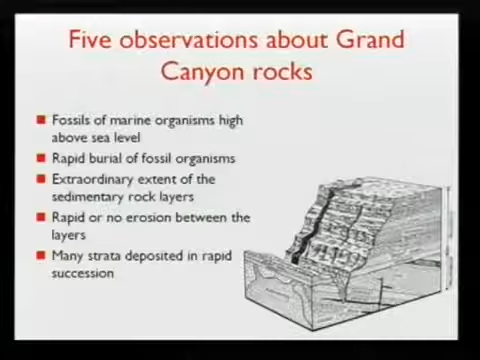 Five observations about Grand
Canyon rocks
Fossils of marine organisms high
above sea level
Rapid burial of fossil organisms
Extraordinary extent of the
sedimentary rock layers
Rapid or no erosion between the
layers
Many strata deposited in rapid
succession